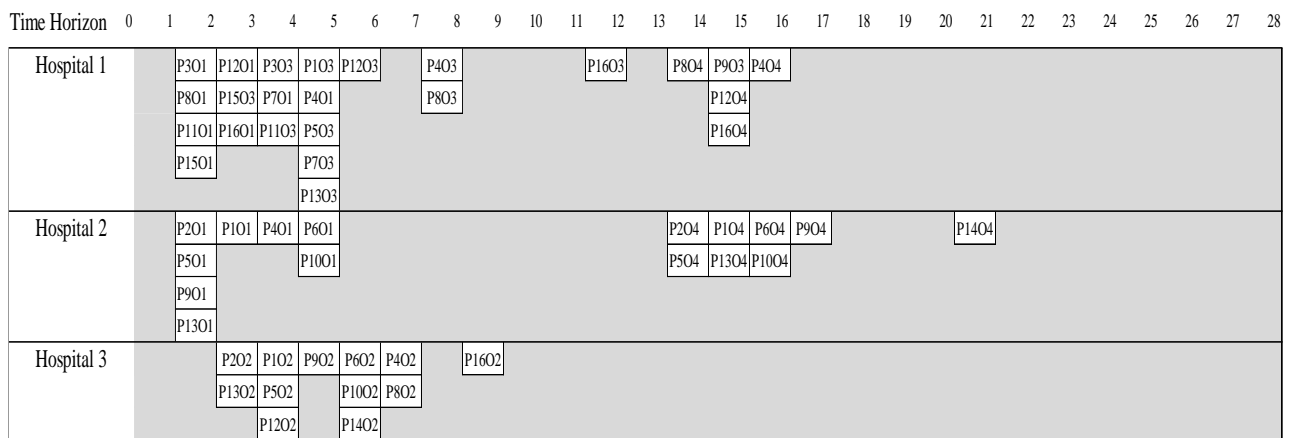 Time Horizon 0 1 2 3 4 5 6 7 8 9 10 11 12 13 14 15 16 17 18 19 20 21 22 23 24 25 26 27 28
Hospital 1 P3O1 P12O1 P3O3 P1O3 P12O3 P4O3 P16O3 P8O4 P9O3 P4O4
P8O1 P15O3 P7O1 P4O1 P8O3 P12O4
P11O1 P16O1 P11O3 P5O3 P16O4
P15O1 P7O3
P13O3
Hospital 2 P2O1 P1O1 P4O1 P6O1 P2O4 P1O4 P6O4 P9O4 P14O4
P5O1 P10O1 P5O4 P13O4 P10O4
P9O1
P13O1
Hospital 3 P2O2 P1O2 P9O2 P6O2 P4O2 P16O2
P13O2 P5O2 P10O2 P8O2
P12O2 P14O2